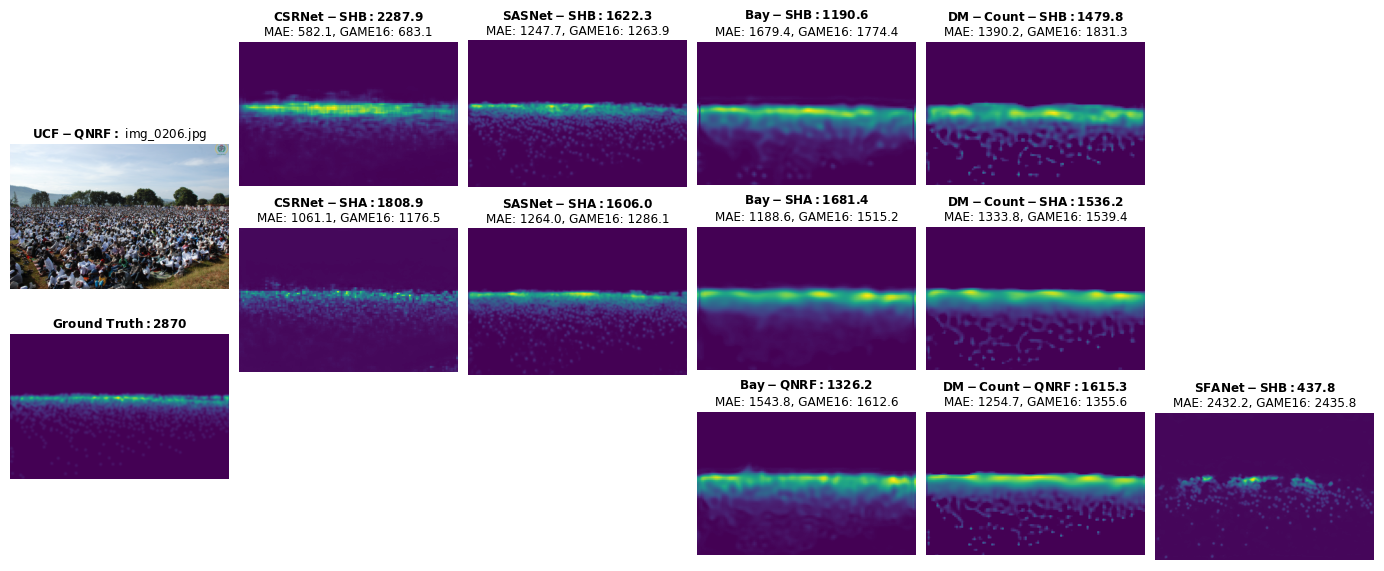 CSRNet − SHB: 2287.9
MAE: 582.1, GAME16: 683.1
SASNet − SHB: 1622.3
MAE: 1247.7, GAME16: 1263.9
Bay − SHB: 1190.6
MAE: 1679.4, GAME16: 1774.4
DM − Count − SHB: 1479.8
MAE: 1390.2, GAME16: 1831.3
UCF − QNRF: img_0206.jpg
CSRNet − SHA: 1808.9
MAE: 1061.1, GAME16: 1176.5
SASNet − SHA: 1606.0
MAE: 1264.0, GAME16: 1286.1
Bay − SHA: 1681.4
MAE: 1188.6, GAME16: 1515.2
DM − Count − SHA: 1536.2
MAE: 1333.8, GAME16: 1539.4
Ground Truth: 2870
Bay − QNRF: 1326.2
MAE: 1543.8, GAME16: 1612.6
DM − Count − QNRF: 1615.3
MAE: 1254.7, GAME16: 1355.6
SFANet − SHB: 437.8
MAE: 2432.2, GAME16: 2435.8